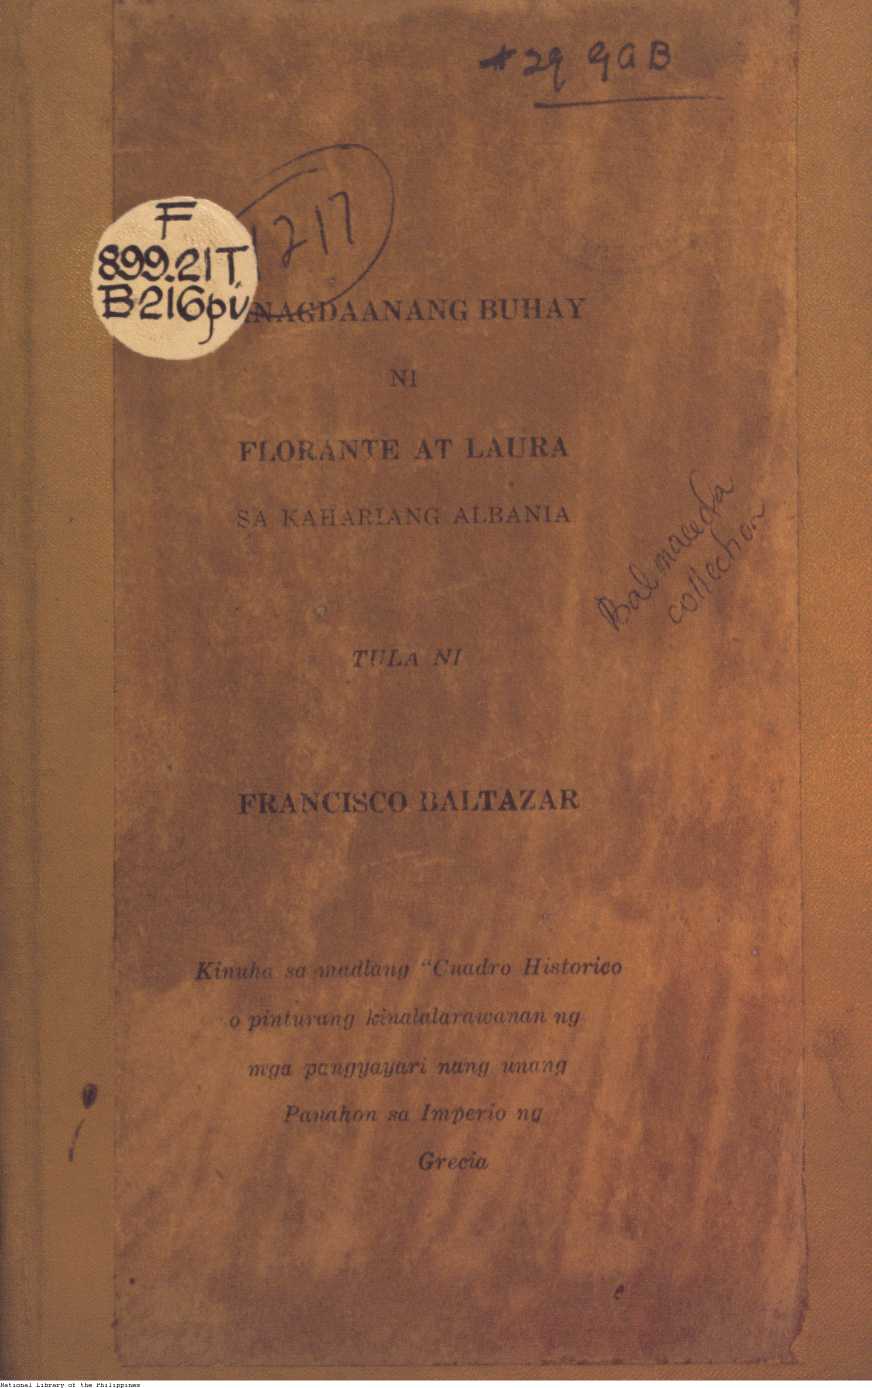 #29 GAB
1217
F
899.21T
B216pi
NAGDAANANG BUHAY
NI
FLORANTE AT LAURA
SA KAHARIANG ALBANIA
Balmaceda
collection
TULA NI
FRANCISCO BALTAZAR
Kinuha sa madlang "Cuadro Historico
o pinturang kinalalarawanan ng
mga pangyayari nang unang
Panahon sa Imperio ng
Grecia
National Library of the Philippines